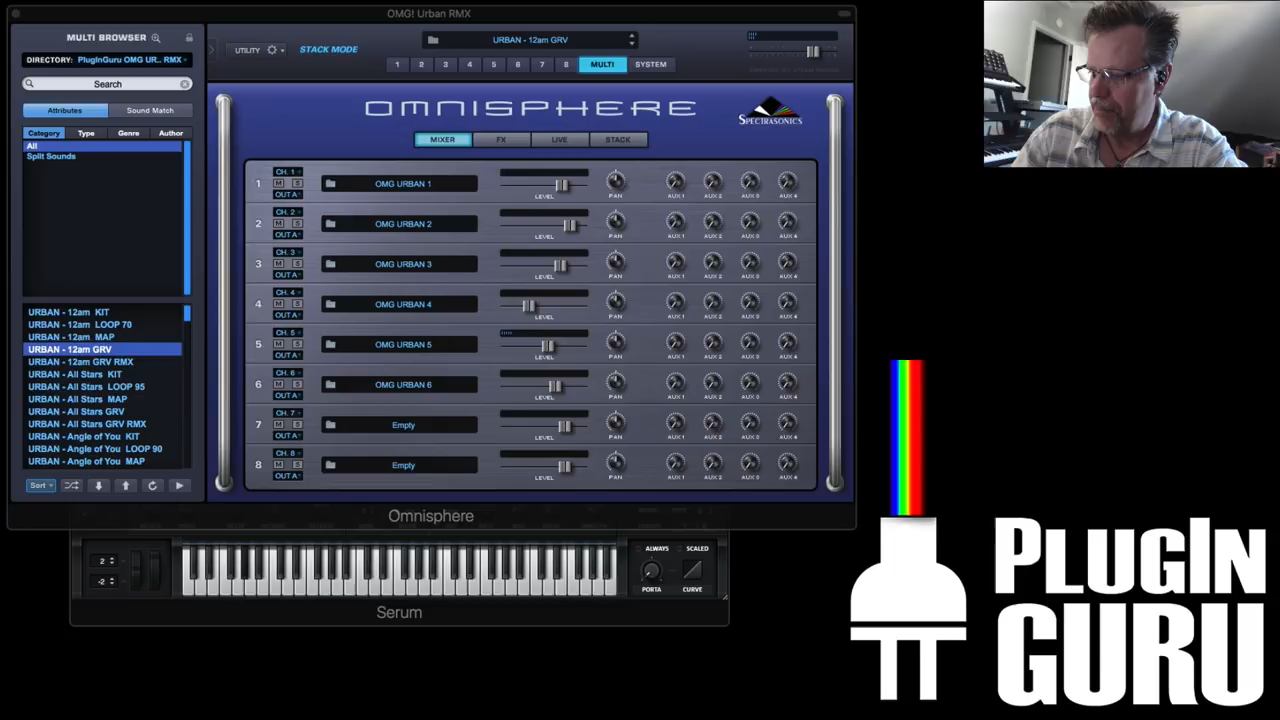 OMG! Urban RMX
MULTI BROWSER
DIRECTORY: PlugInGuru OMG UR.. RMX
Search
Attributes
Sound Match
Category
Type
Genre
Author
All
Split Sounds
URBAN - 12am KIT
URBAN - 12am LOOP 70
URBAN - 12am MAP
URBAN - 12am GRV
URBAN - 12am GRV RMX
URBAN - All Stars KIT
URBAN - All Stars LOOP 95
URBAN - All Stars MAP
URBAN - All Stars GRV
URBAN - All Stars GRV RMX
URBAN - Angle of You KIT
URBAN - Angle of You LOOP 90
URBAN - Angle of You MAP
Sort
UTILITY
STACK MODE
URBAN - 12am GRV
1 2 3 4 5 6 7 8 MULTI SYSTEM
OMNISPHERE
SPECTRASONICS
MIXER FX LIVE STACK
CH. 1
1 M S OMG URBAN 1
OUT A LEVEL PAN AUX 1 AUX 2 AUX 3 AUX 4
CH. 2
2 M S OMG URBAN 2
OUT A LEVEL PAN AUX 1 AUX 2 AUX 3 AUX 4
CH. 3
3 M S OMG URBAN 3
OUT A LEVEL PAN AUX 1 AUX 2 AUX 3 AUX 4
CH. 4
4 M S OMG URBAN 4
OUT A LEVEL PAN AUX 1 AUX 2 AUX 3 AUX 4
CH. 5
5 M S OMG URBAN 5
OUT A LEVEL PAN AUX 1 AUX 2 AUX 3 AUX 4
CH. 6
6 M S OMG URBAN 6
OUT A LEVEL PAN AUX 1 AUX 2 AUX 3 AUX 4
CH. 7
7 M S Empty
OUT A LEVEL PAN AUX 1 AUX 2 AUX 3 AUX 4
CH. 8
8 M S Empty
OUT A LEVEL PAN AUX 1 AUX 2 AUX 3 AUX 4
Omnisphere
2
-2
ALWAYS SCALED
PORTA CURVE
Serum
PLUGIN
GURU